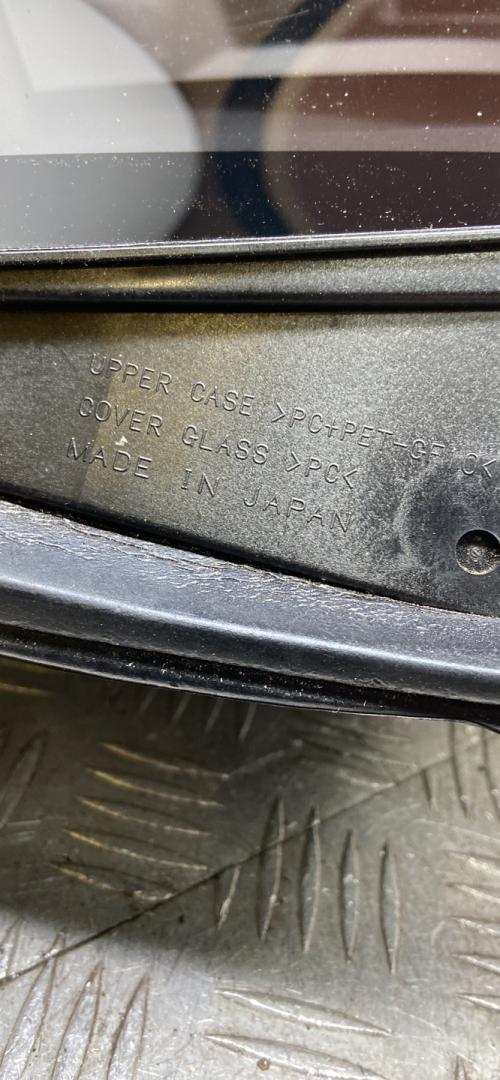 UPPER CASE >PC+PET-GF
COVER GLASS >PC<
MADE IN JAPAN